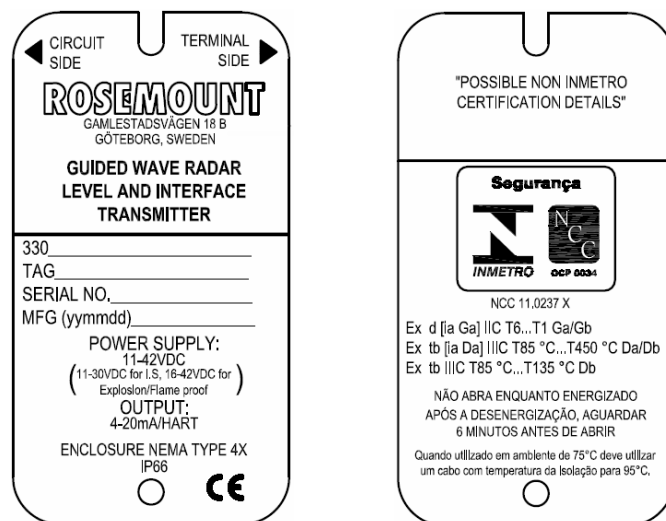 CIRCUIT
SIDE
TERMINAL
SIDE
ROSEMOUNT
GAMLESTADSVÄGEN 18 B
GÖTEBORG, SWEDEN
GUIDED WAVE RADAR
LEVEL AND INTERFACE
TRANSMITTER
330
TAG
SERIAL NO.
MFG (yymmdd)
POWER SUPPLY:
11-42VDC
(11-30VDC for I.S, 16-42VDC for
Explosion/Flame proof)
OUTPUT:
4-20mA/HART
ENCLOSURE NEMA TYPE 4X
IP66
CE
"POSSIBLE NON INMETRO
CERTIFICATION DETAILS"
Segurança
INMETRO
NCC
OCP 0034
NCC 11.0237 X
Ex d [ia Ga] IIC T6...T1 Ga/Gb
Ex tb [ia Da] IIIC T85 °C...T450 °C Da/Db
Ex tb IIIC T85 °C...T135 °C Db
NÃO ABRA ENQUANTO ENERGIZADO
APÓS A DESENERGIZAÇÃO, AGUARDAR
6 MINUTOS ANTES DE ABRIR
Quando utilizado em ambiente de 75°C deve utilizar
um cabo com temperatura da isolação para 95°C.